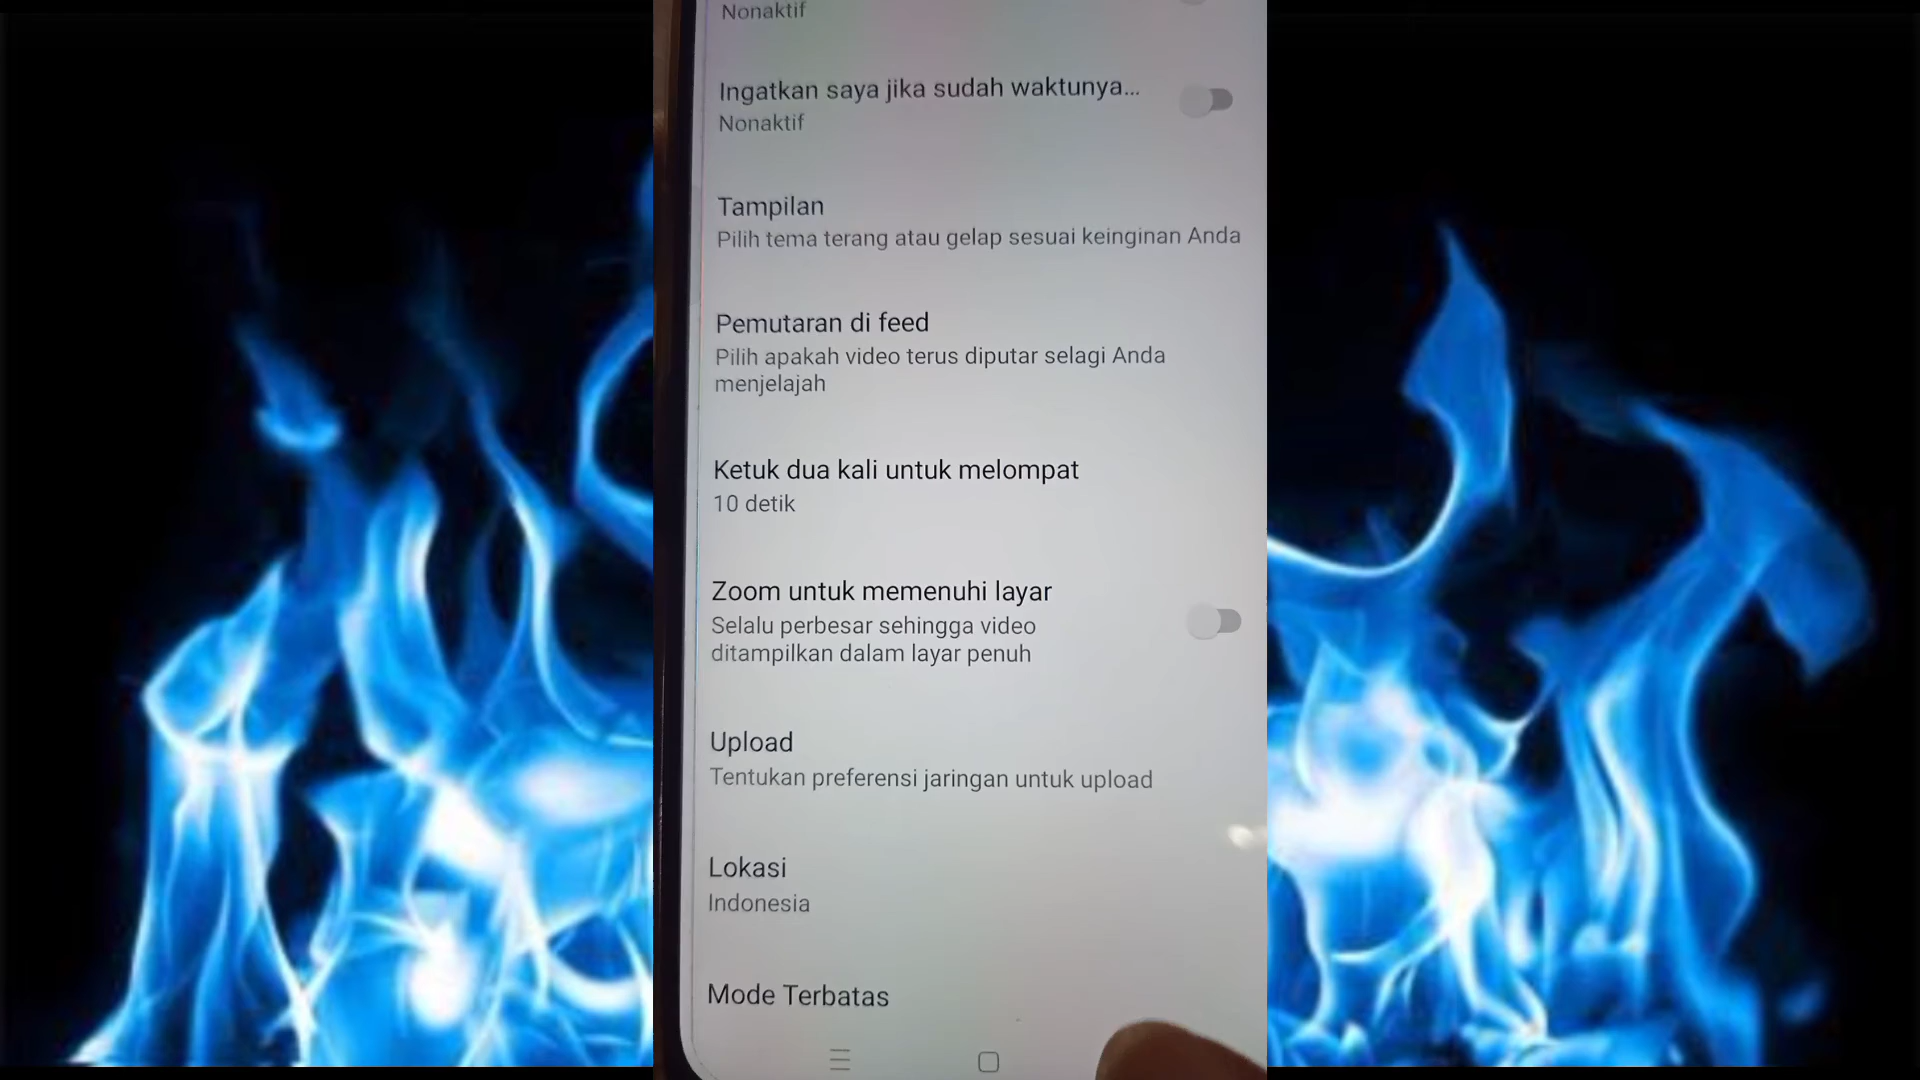 Nonaktif
Ingatkan saya jika sudah waktunya...
Nonaktif
Tampilan
Pilih tema terang atau gelap sesuai keinginan Anda
Pemutaran di feed
Pilih apakah video terus diputar selagi Anda
menjelajah
Ketuk dua kali untuk melompat
10 detik
Zoom untuk memenuhi layar
Selalu perbesar sehingga video
ditampilkan dalam layar penuh
Upload
Tentukan preferensi jaringan untuk upload
Lokasi
Indonesia
Mode Terbatas